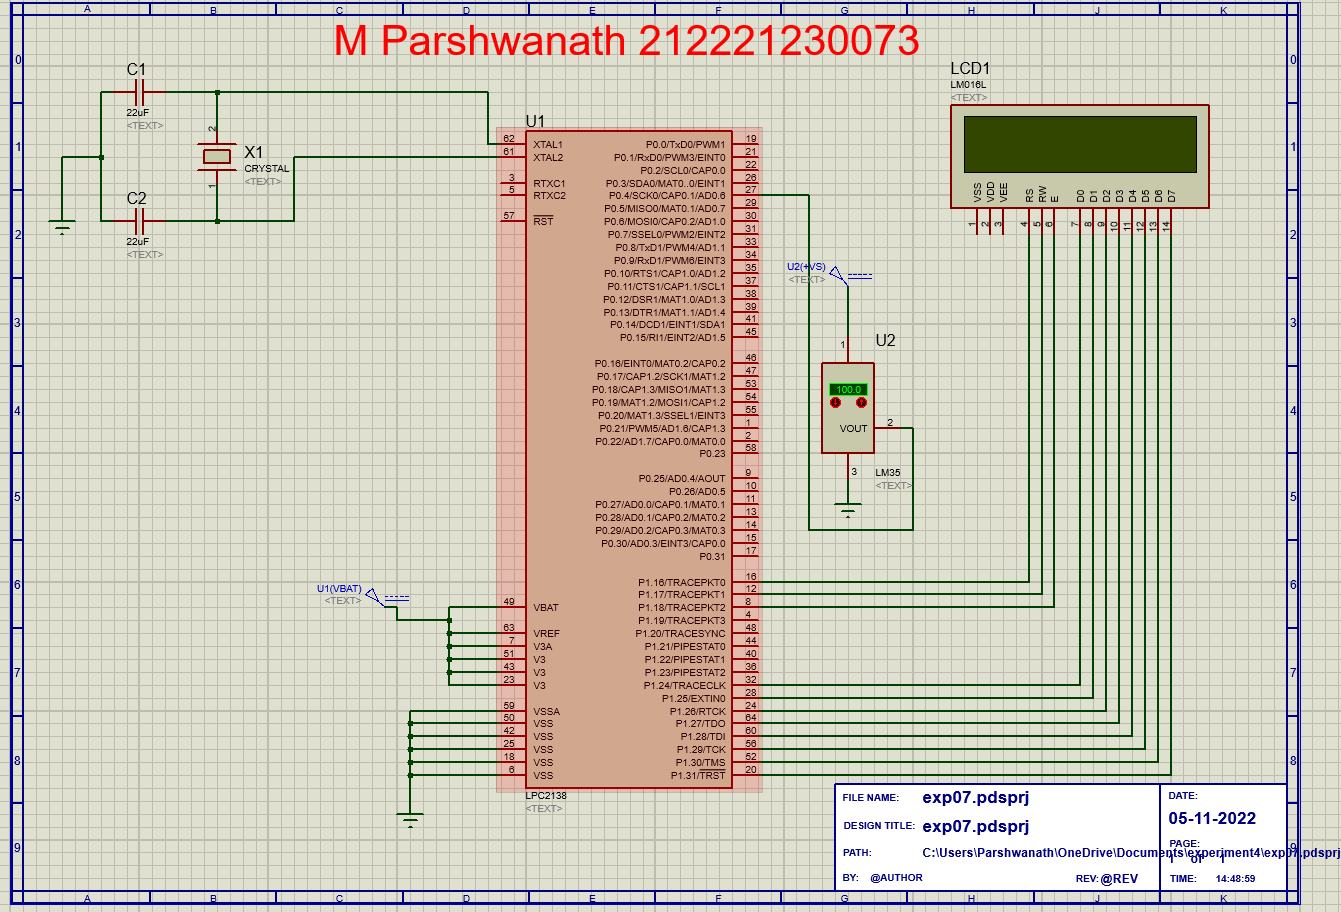 A B C D E F G H J K
M Parshwanath 212221230073
0 0
C1
22uF
<TEXT>
X1
CRYSTAL
<TEXT>
2
1
C2
22uF
<TEXT>
LCD1
LM016L
<TEXT>
VSS VDD VEE RS RW E D0 D1 D2 D3 D4 D5 D6 D7
1 2 3 4 5 6 7 8 9 10 11 12 13 14
1 1
2 2
3 3
4 4
5 5
6 6
7 7
8 8
9 9
U1
62 XTAL1
61 XTAL2
3 RTXC1
5 RTXC2
57 RST
P0.0/TxD0/PWM1 19
P0.1/RxD0/PWM3/EINT0 21
P0.2/SCL0/CAP0.0 22
P0.3/SDA0/MAT0..0/EINT1 26
P0.4/SCK0/CAP0.1/AD0.6 27
P0.5/MISO0/MAT0.1/AD0.7 29
P0.6/MOSI0/CAP0.2/AD1.0 30
P0.7/SSEL0/PWM2/EINT2 31
P0.8/TxD1/PWM4/AD1.1 33
P0.9/RxD1/PWM6/EINT3 34
P0.10/RTS1/CAP1.0/AD1.2 35
P0.11/CTS1/CAP1.1/SCL1 37
P0.12/DSR1/MAT1.0/AD1.3 38
P0.13/DTR1/MAT1.1/AD1.4 39
P0.14/DCD1/EINT1/SDA1 41
P0.15/RI1/EINT2/AD1.5 45
P0.16/EINT0/MAT0.2/CAP0.2 46
P0.17/CAP1.2/SCK1/MAT1.2 47
P0.18/CAP1.3/MISO1/MAT1.3 53
P0.19/MAT1.2/MOSI1/CAP1.2 54
P0.20/MAT1.3/SSEL1/EINT3 55
P0.21/PWM5/AD1.6/CAP1.3 1
P0.22/AD1.7/CAP0.0/MAT0.0 2
P0.23 58
P0.25/AD0.4/AOUT 9
P0.26/AD0.5 10
P0.27/AD0.0/CAP0.1/MAT0.1 11
P0.28/AD0.1/CAP0.2/MAT0.2 13
P0.29/AD0.2/CAP0.3/MAT0.3 14
P0.30/AD0.3/EINT3/CAP0.0 15
P0.31 17
P1.16/TRACEPKT0 16
P1.17/TRACEPKT1 12
P1.18/TRACEPKT2 8
P1.19/TRACEPKT3 4
P1.20/TRACESYNC 48
P1.21/PIPESTAT0 44
P1.22/PIPESTAT1 40
P1.23/PIPESTAT2 36
P1.24/TRACECLK 32
P1.25/EXTIN0 28
P1.26/RTCK 24
P1.27/TDO 64
P1.28/TDI 60
P1.29/TCK 56
P1.30/TMS 52
P1.31/TRST 20
U1(VBAT)
<TEXT>
49 VBAT
63 VREF
7 V3A
51 V3
43 V3
23 V3
59 VSSA
50 VSS
42 VSS
25 VSS
18 VSS
6 VSS
LPC2138
<TEXT>
U2(+VS)
<TEXT>
U2
1
100.0
VOUT
2
3
LM35
<TEXT>
FILE NAME: exp07.pdsprj
DESIGN TITLE: exp07.pdsprj
PATH: C:\Users\Parshwanath\OneDrive\Documents\experiment4\exp07.pdsprj
BY: @AUTHOR REV: @REV
DATE:
05-11-2022
PAGE:
1 of 1
TIME: 14:48:59
A B C D E F G H J K